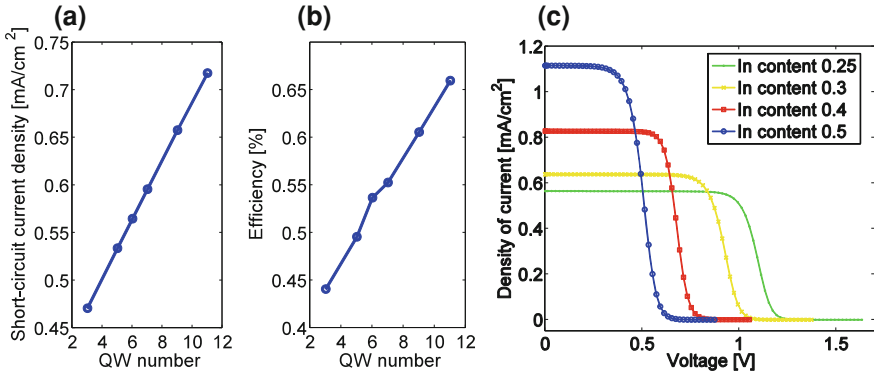 (a)
Short-circuit current density [mA/cm²]
0.75
0.7
0.65
0.6
0.55
0.5
0.45
2 4 6 8 10 12
QW number
(b)
Efficiency [%]
0.65
0.6
0.55
0.5
0.45
0.4
2 4 6 8 10 12
QW number
(c)
Density of current [mA/cm²]
1.2
1
0.8
0.6
0.4
0.2
0
0 0.5 1 1.5
Voltage [V]
In content 0.25
In content 0.3
In content 0.4
In content 0.5